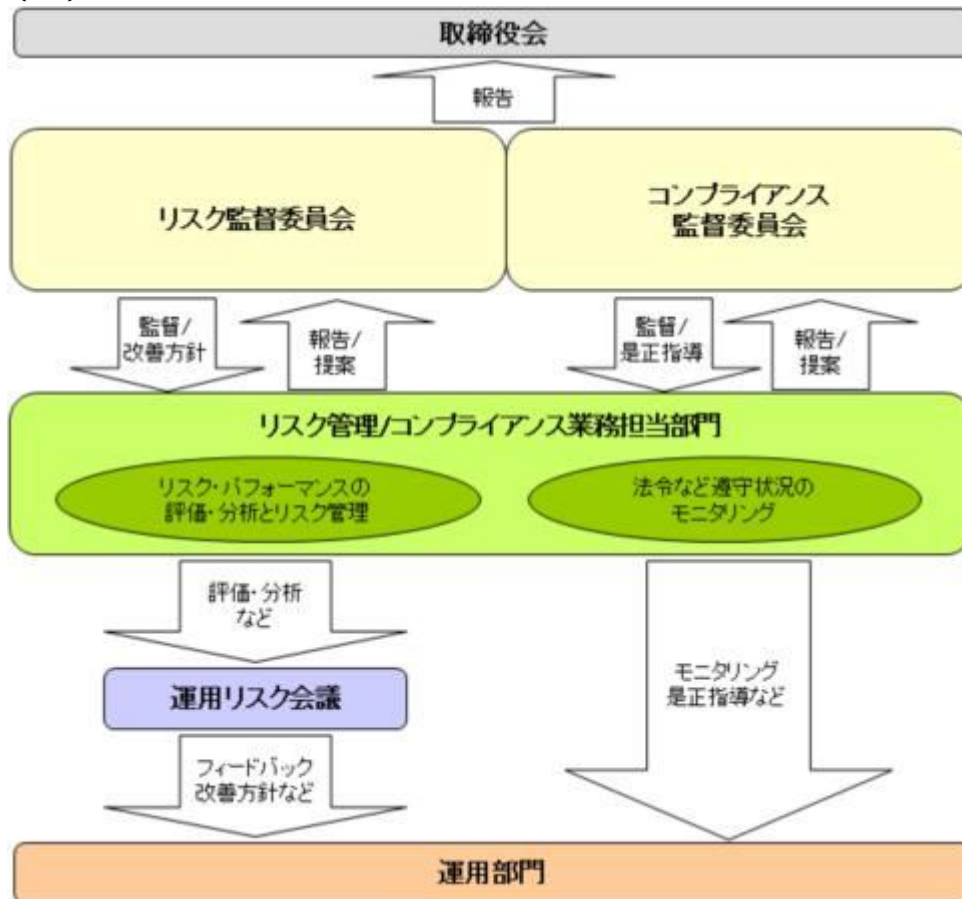 取締役会
報告
リスク監督委員会
コンプライアンス
監督委員会
監督/
改善方針
報告/
提案
監督/
是正指導
報告/
提案
リスク管理/コンプライアンス業務担当部門
リスク・パフォーマンスの
評価・分析とリスク管理
法令など遵守状況の
モニタリング
評価・分析
など
運用リスク会議
モニタリング
是正指導など
フィードバック
改善方針など
運用部門